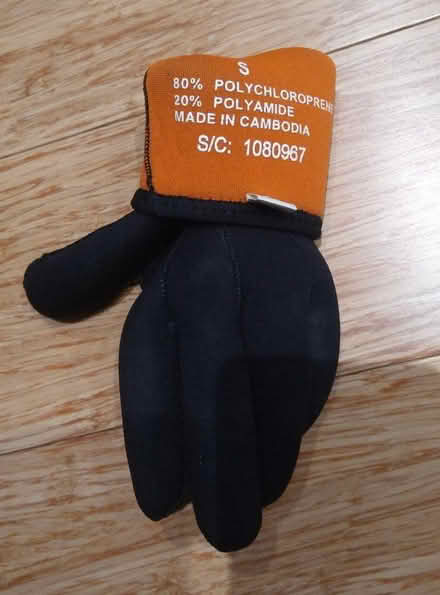 S
80% POLYCHLOROPRENE
20% POLYAMIDE
MADE IN CAMBODIA
S/C: 1080967